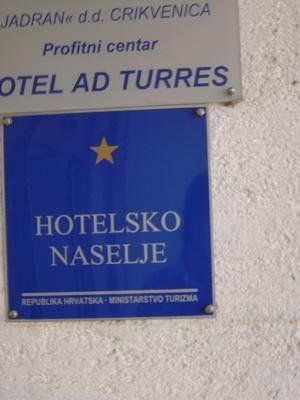 JADRAN“ d.d. CRIKVENICA
Profitni centar
OTEL AD TURRES
HOTELSKO
NASELJE
REPUBLIKA HRVATSKA - MINISTARSTVO TURIZMA